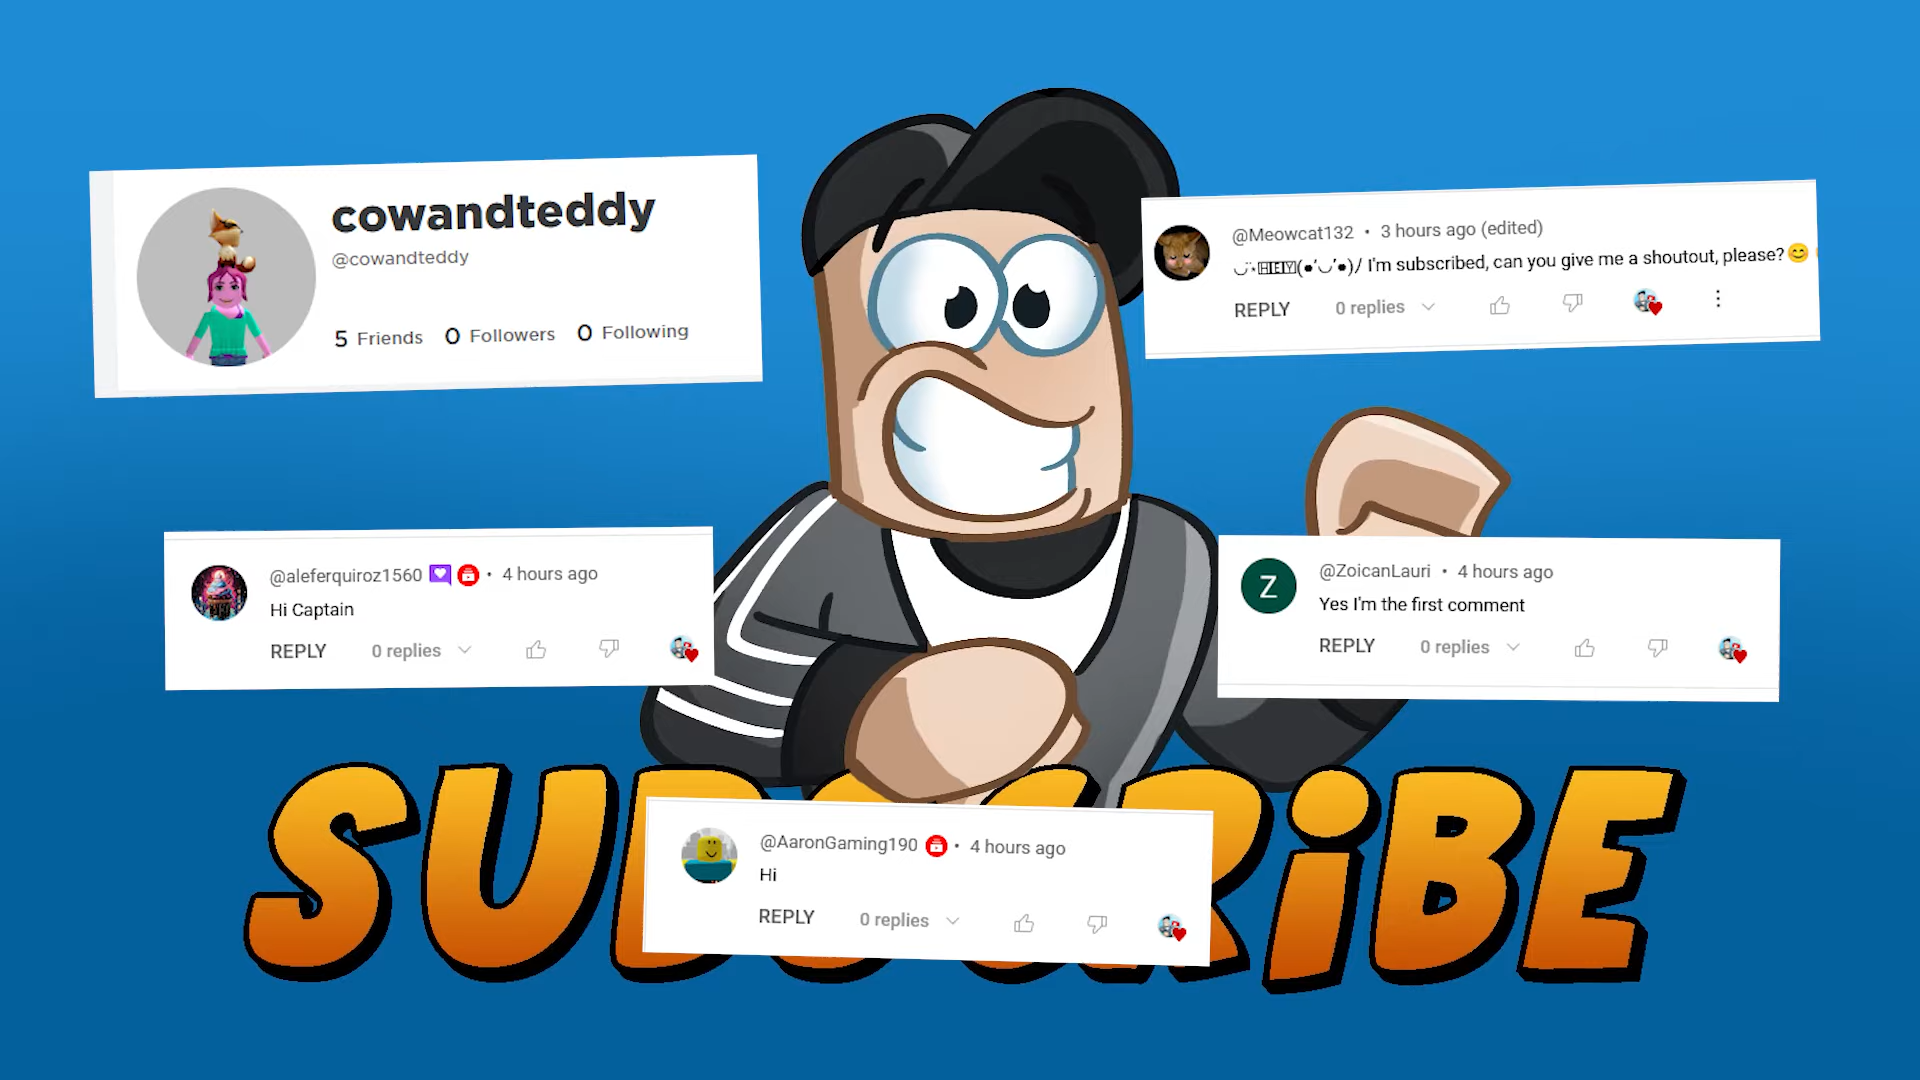 cowandteddy
@cowandteddy
5 Friends 0 Followers 0 Following
@Meowcat132 • 3 hours ago (edited)
HEY(●'◡'●)/ I'm subscribed, can you give me a shoutout, please?😊
REPLY 0 replies
@aleferquiroz1560 • 4 hours ago
Hi Captain
REPLY 0 replies
@ZoicanLauri • 4 hours ago
Yes I'm the first comment
REPLY 0 replies
Z
@AaronGaming190 • 4 hours ago
Hi
REPLY 0 replies
SUBSCRiBE